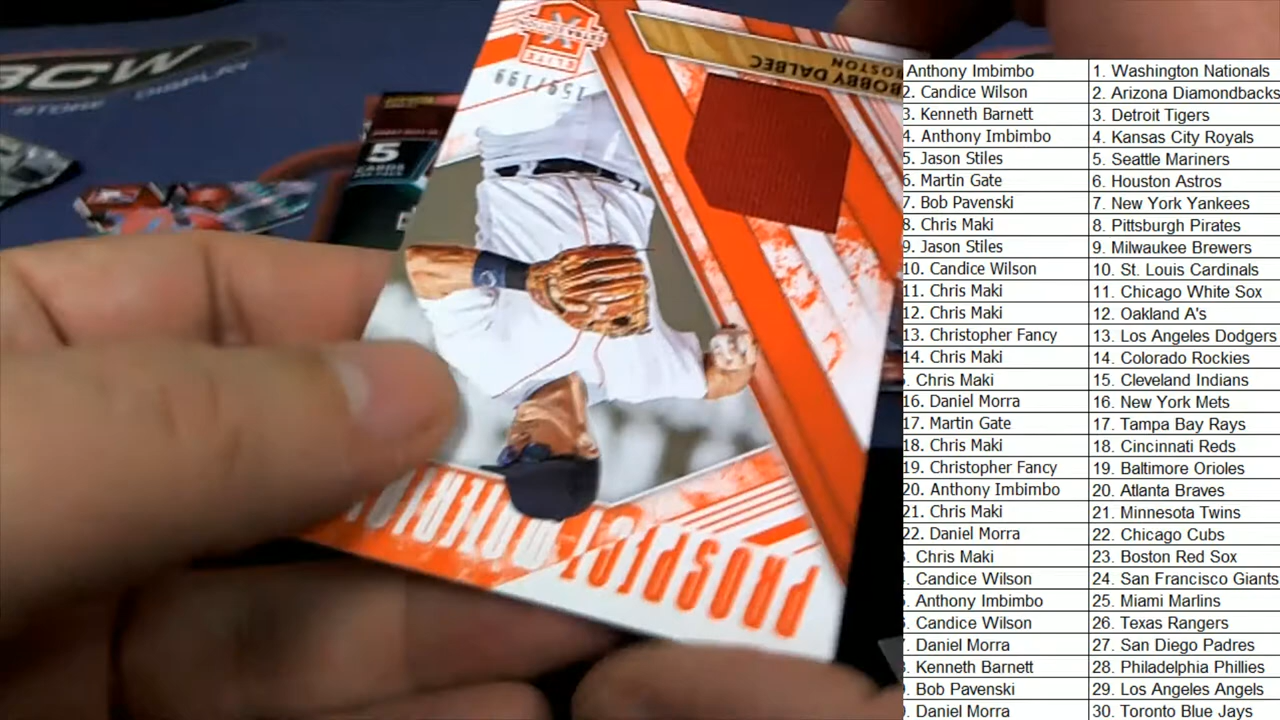 BCW
STORE DISPLAY
5
CARDS
EXTRA
ELITE
159/199
BOBBY DALBEC
BOSTON
PROSPECT MATERIAL
Anthony Imbimbo 1. Washington Nationals
2. Candice Wilson 2. Arizona Diamondbacks
3. Kenneth Barnett 3. Detroit Tigers
4. Anthony Imbimbo 4. Kansas City Royals
5. Jason Stiles 5. Seattle Mariners
6. Martin Gate 6. Houston Astros
7. Bob Pavenski 7. New York Yankees
8. Chris Maki 8. Pittsburgh Pirates
9. Jason Stiles 9. Milwaukee Brewers
10. Candice Wilson 10. St. Louis Cardinals
11. Chris Maki 11. Chicago White Sox
12. Chris Maki 12. Oakland A's
13. Christopher Fancy 13. Los Angeles Dodgers
14. Chris Maki 14. Colorado Rockies
. Chris Maki 15. Cleveland Indians
16. Daniel Morra 16. New York Mets
17. Martin Gate 17. Tampa Bay Rays
18. Chris Maki 18. Cincinnati Reds
19. Christopher Fancy 19. Baltimore Orioles
20. Anthony Imbimbo 20. Atlanta Braves
21. Chris Maki 21. Minnesota Twins
22. Daniel Morra 22. Chicago Cubs
. Chris Maki 23. Boston Red Sox
. Candice Wilson 24. San Francisco Giants
. Anthony Imbimbo 25. Miami Marlins
. Candice Wilson 26. Texas Rangers
. Daniel Morra 27. San Diego Padres
. Kenneth Barnett 28. Philadelphia Phillies
. Bob Pavenski 29. Los Angeles Angels
. Daniel Morra 30. Toronto Blue Jays